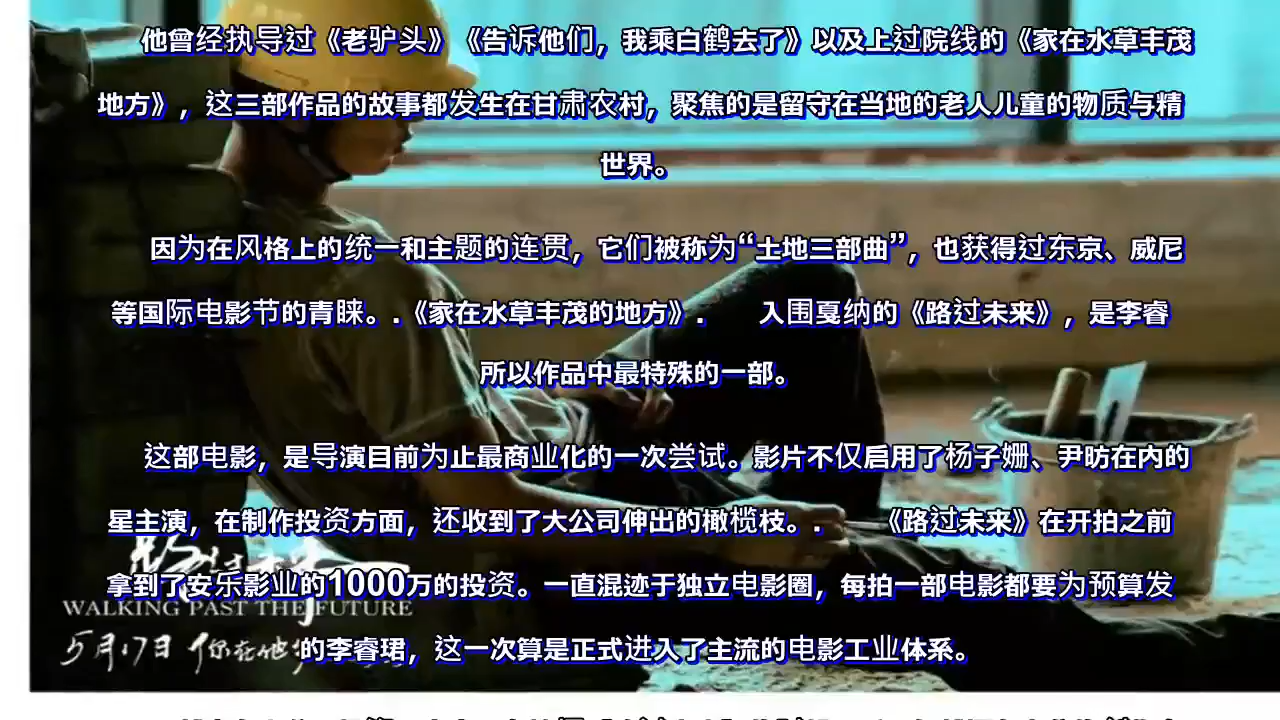 他曾经执导过《老驴头》《告诉他们，我乘白鹤去了》以及上过院线的《家在水草丰茂
地方》，这三部作品的故事都发生在甘肃农村，聚焦的是留守在当地的老人儿童的物质与精
世界。
因为在风格上的统一和主题的连贯，它们被称为“土地三部曲”，也获得过东京、威尼
等国际电影节的青睐。.《家在水草丰茂的地方》. 入围戛纳的《路过未来》，是李睿
所以作品中最特殊的一部。
这部电影，是导演目前为止最商业化的一次尝试。影片不仅启用了杨子姗、尹昉在内的
星主演，在制作投资方面，还收到了大公司伸出的橄榄枝。. 《路过未来》在开拍之前
拿到了安乐影业的1000万的投资。一直混迹于独立电影圈，每拍一部电影都要为预算发
WALKING PAST THE FUTURE
的李睿珺，这一次算是正式进入了主流的电影工业体系。
5月17日 你在他